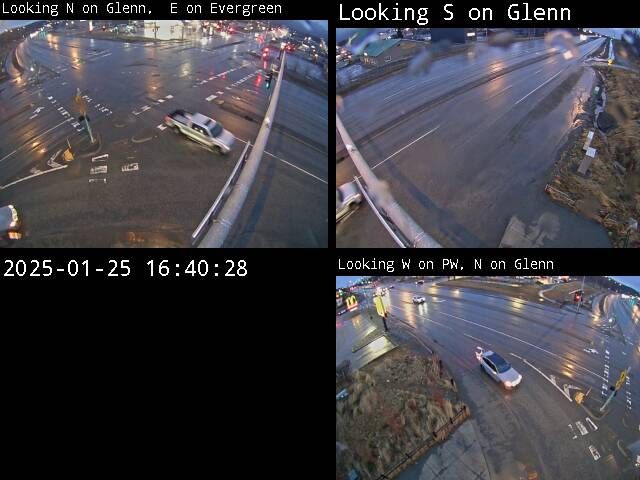 Looking N on Glenn,  E on Evergreen
Looking S on Glenn
2025-01-25 16:40:28
Looking W on PW, N on Glenn